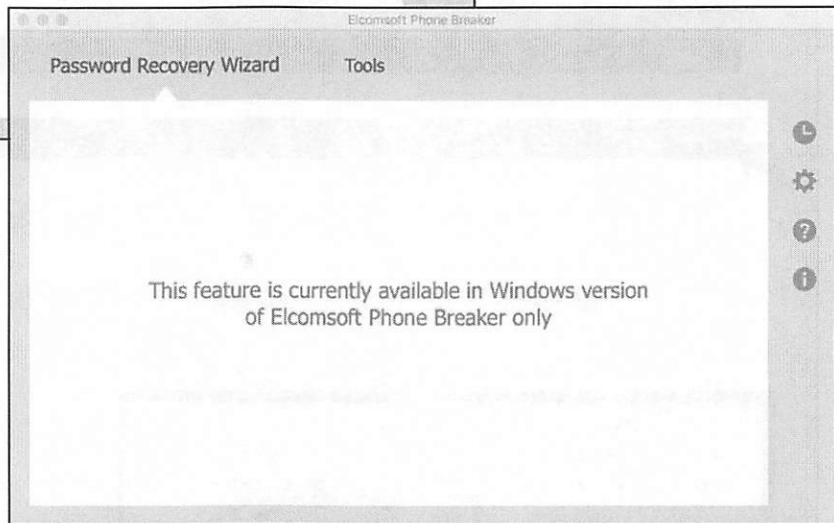 Elcomsoft Phone Breaker
Password Recovery Wizard Tools
This feature is currently available in Windows version
of Elcomsoft Phone Breaker only